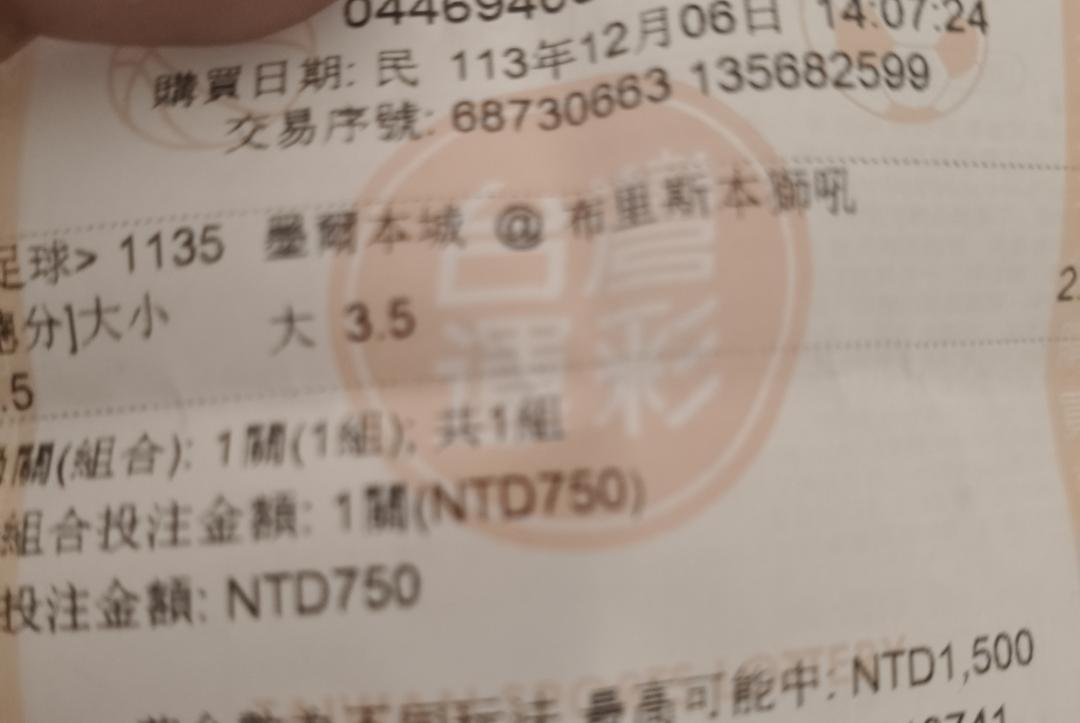 044694
購買日期: 民 113年12月06日 14:07:24
交易序號: 68730663 135682599
足球> 1135 墨爾本城 @ 布里斯本獅吼
分]大小 大 3.5 2.
.5
關(組合): 1關(1組); 共1組
組合投注金額: 1關(NTD750)
投注金額: NTD750
最高可能中: NTD1,500
3741
台灣
運彩